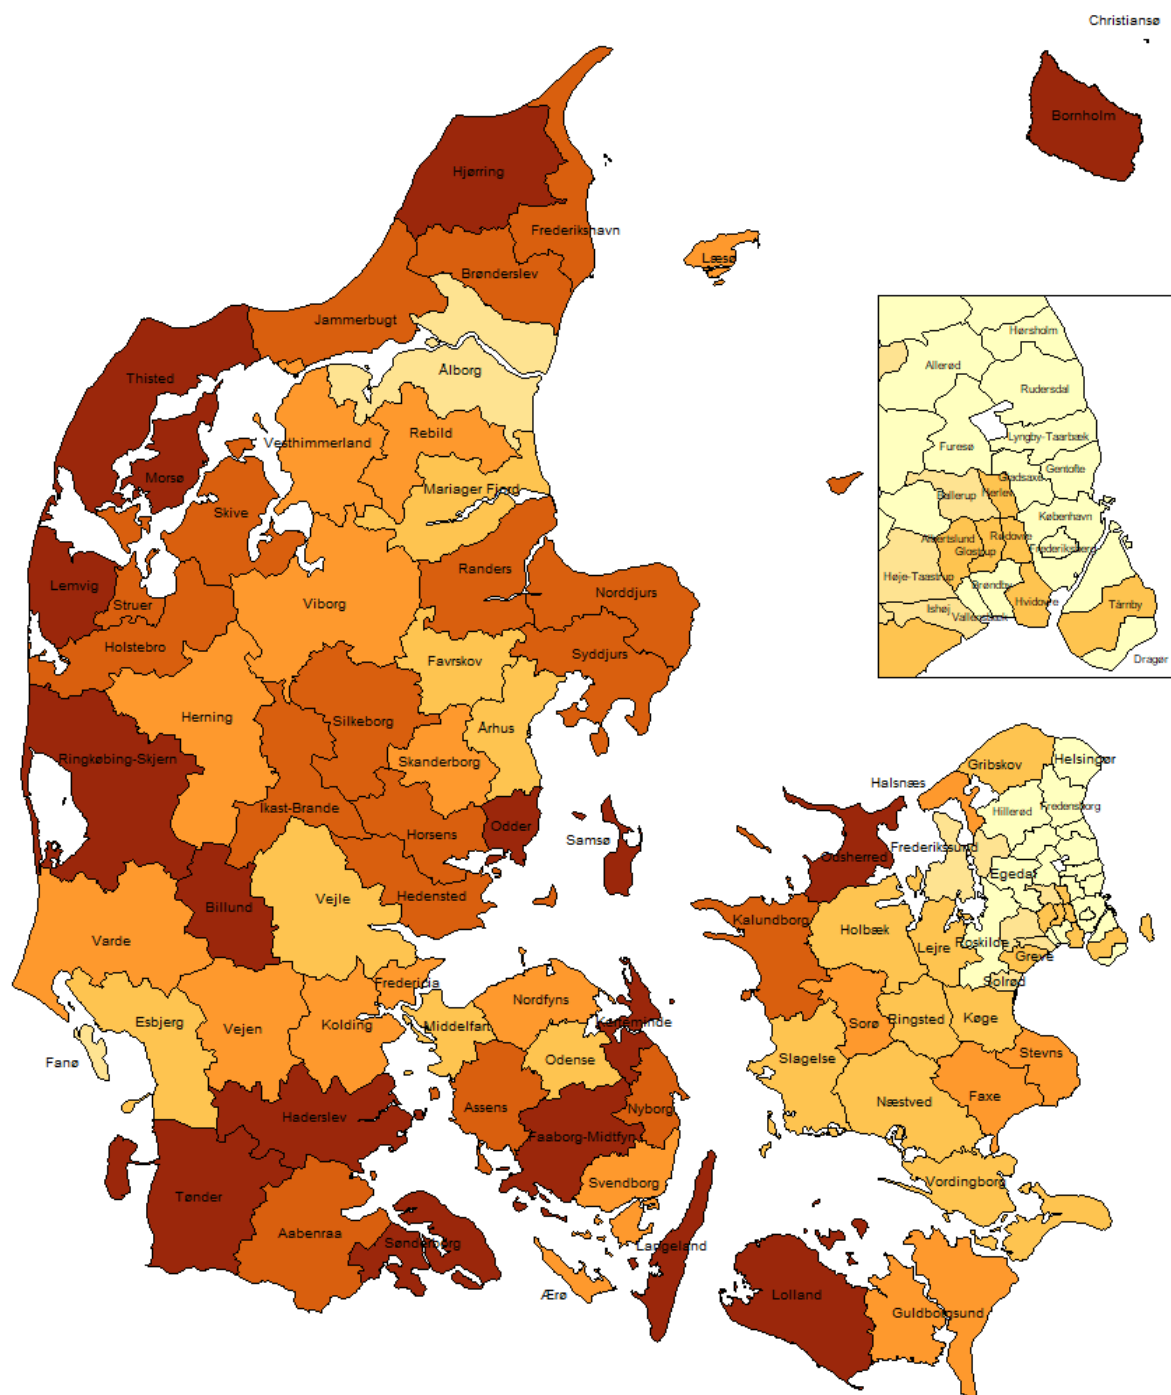 Christiansø
Bornholm
Hjørring
Frederikshavn
Læsø
Brønderslev
Jammerbugt
Hørsholm
Allerød
Ålborg
Thisted
Rudersdal
Rebild
Vesthimmerland
Lyngby-Taarbæk
Furesø
Gentofte
Morsø
Gladsaxe
Mariager Fjord
Ballerup
Herlev
Skive
København
Rødovre
Albertslund
Glostrup
Frederiksberg
Randers
Høje-Taastrup
Lemvig
Norddjurs
Brøndby
Viborg
Struer
Hvidovre
Tårnby
Ishøj
Vallensbæk
Holstebro
Syddjurs
Favrskov
Dragør
Herning
Silkeborg
Århus
Ringkøbing-Skjern
Helsingør
Skanderborg
Gribskov
Halsnæs
Ikast-Brande
Fredensborg
Hillerød
Odder
Horsens
Samsø
Frederikssund
Odsherred
Egedal
Vejle
Hedensted
Billund
Kalundborg
Holbæk
Varde
Roskilde
Lejre
Greve
Fredericia
Solrød
Nordfyns
Esbjerg
Kerteminde
Vejen
Kolding
Middelfart
Sorø
Ringsted
Køge
Stevns
Odense
Slagelse
Fanø
Faxe
Næstved
Assens
Nyborg
Haderslev
Faaborg-Midtfyn
Svendborg
Vordingborg
Tønder
Aabenraa
Sønderborg
Langeland
Ærø
Lolland
Guldborgsund